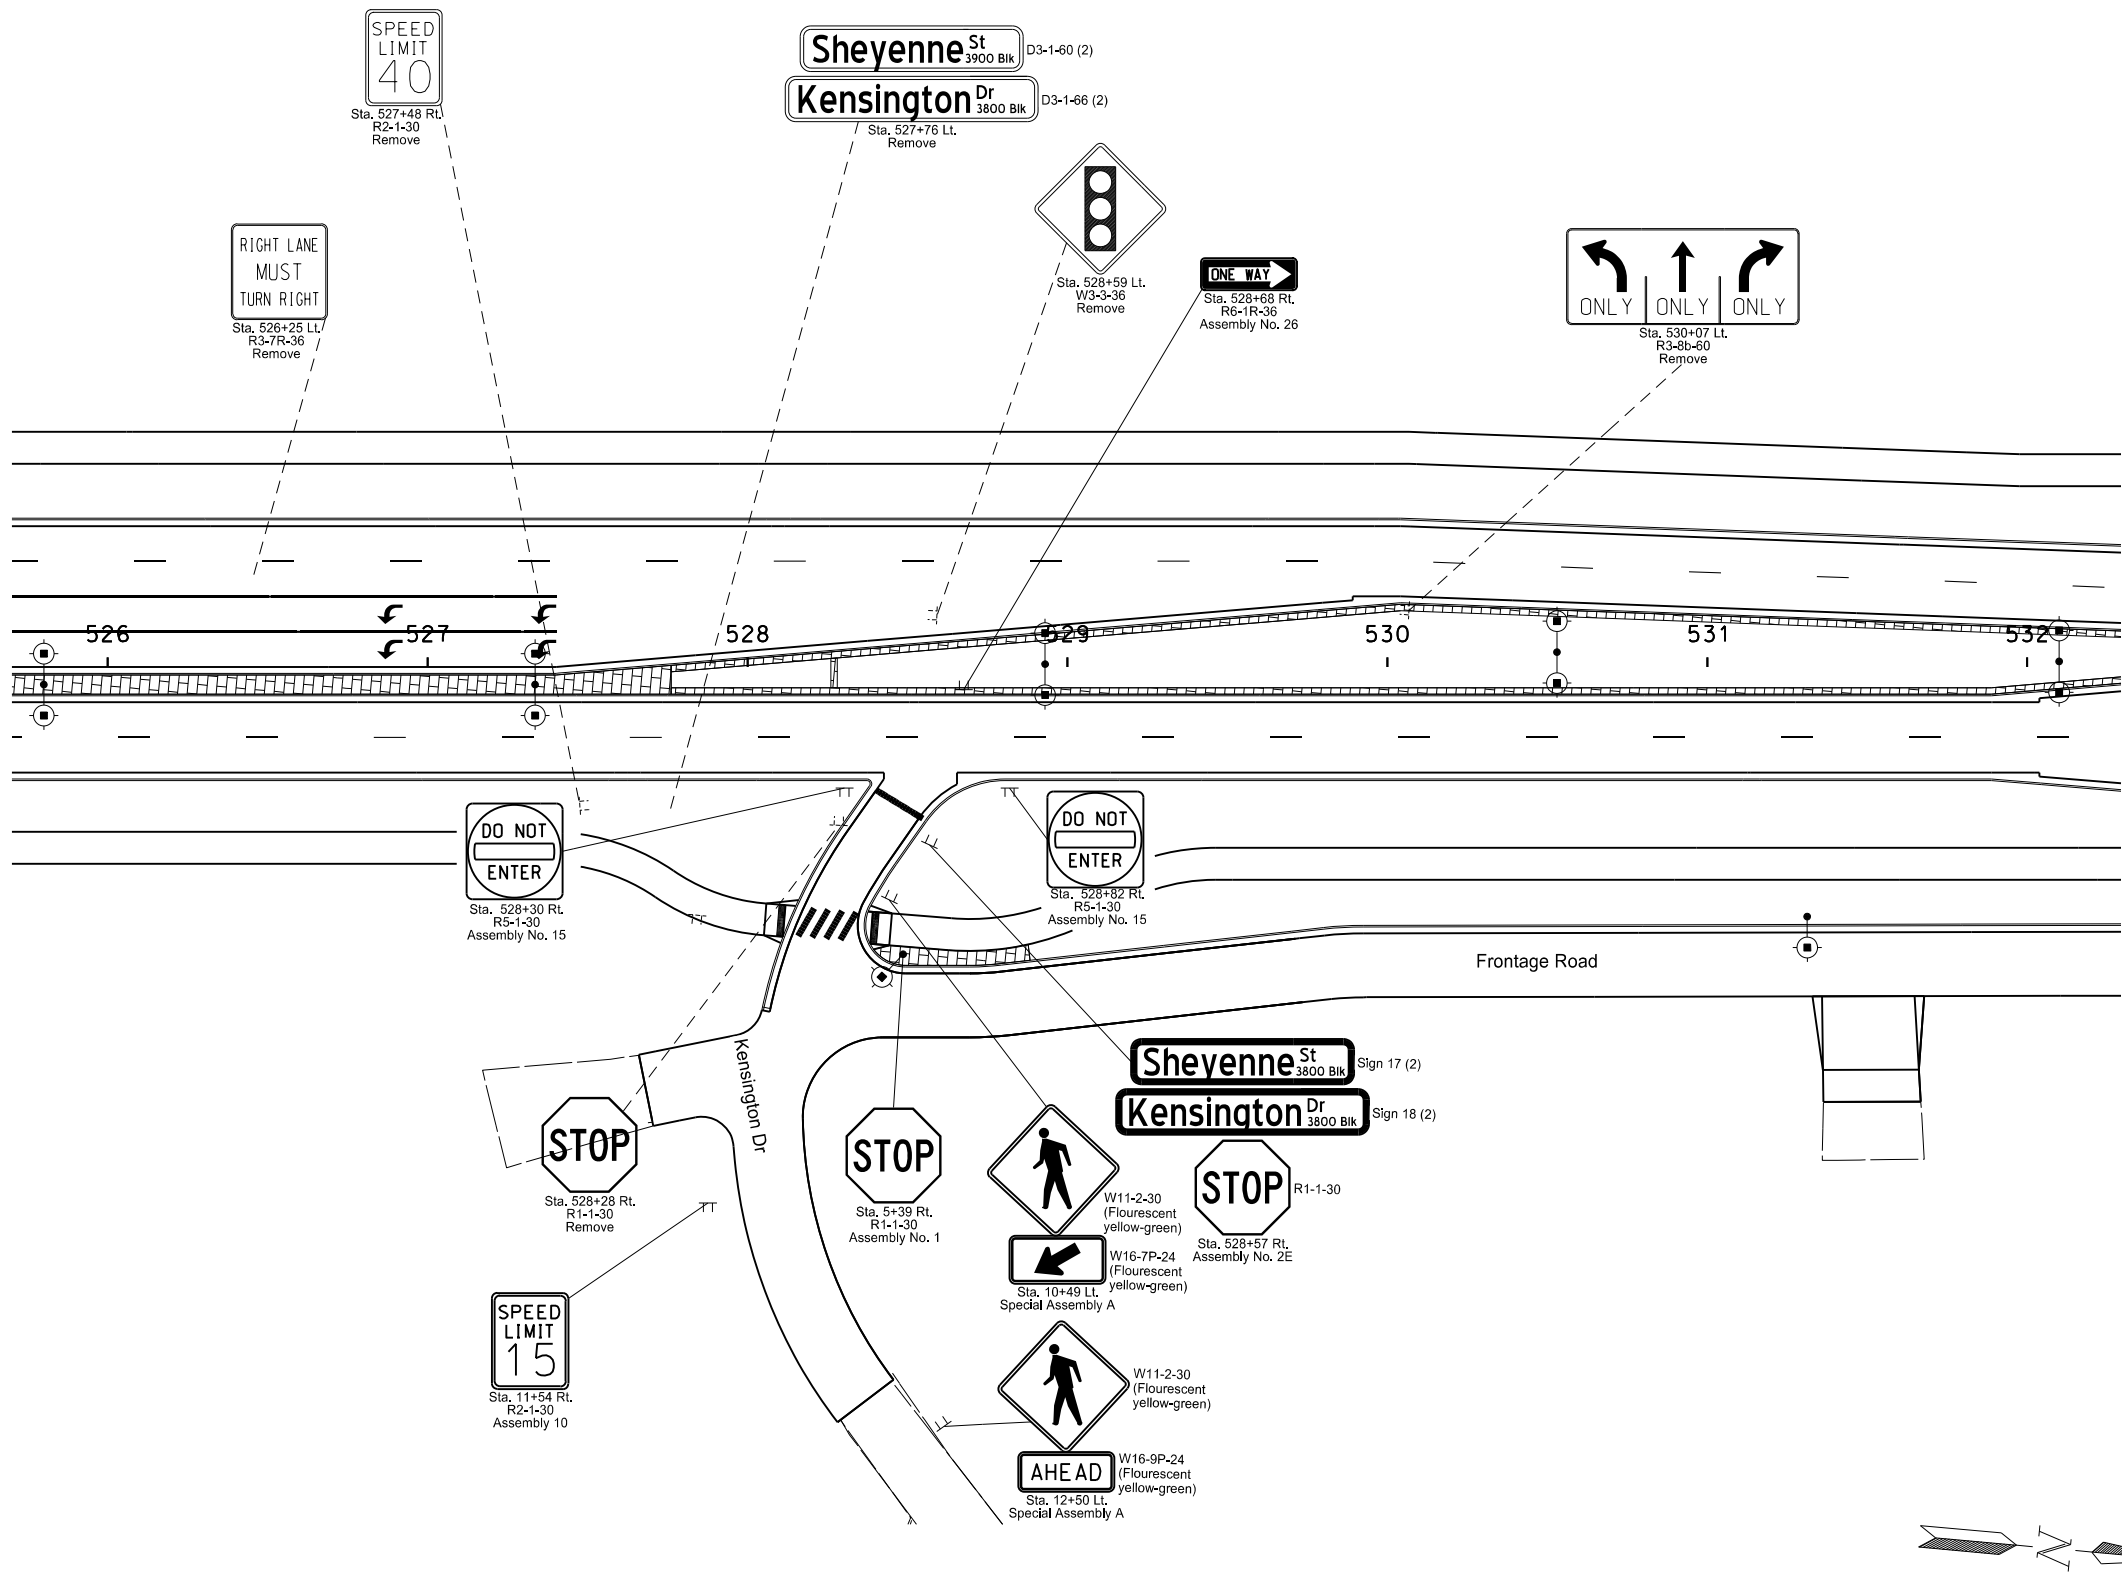 SPEED
LIMIT
40
Sta. 527+48 Rt.
R2-1-30
Remove
Sheyenne St
3900 Blk
D3-1-60 (2)
Kensington Dr
3800 Blk
D3-1-66 (2)
Sta. 527+76 Lt.
Remove
RIGHT LANE
MUST
TURN RIGHT
Sta. 526+25 Lt.
R3-7R-36
Remove
Sta. 528+59 Lt.
W3-3-36
Remove
ONE WAY
Sta. 528+68 Rt.
R6-1R-36
Assembly No. 26
ONLY ONLY ONLY
Sta. 530+07 Lt.
R3-8b-60
Remove
526 527 528 529 530 531 532
DO NOT
ENTER
Sta. 528+30 Rt.
R5-1-30
Assembly No. 15
DO NOT
ENTER
Sta. 528+82 Rt.
R5-1-30
Assembly No. 15
Frontage Road
Kensington Dr
STOP
Sta. 528+28 Rt.
R1-1-30
Remove
STOP
Sta. 5+39 Rt.
R1-1-30
Assembly No. 1
Sheyenne St
3800 Blk
Sign 17 (2)
Kensington Dr
3800 Blk
Sign 18 (2)
STOP
R1-1-30
Sta. 528+57 Rt.
Assembly No. 2E
W11-2-30
(Flourescent
yellow-green)
W16-7P-24
(Flourescent
yellow-green)
Sta. 10+49 Lt.
Special Assembly A
SPEED
LIMIT
15
Sta. 11+54 Rt.
R2-1-30
Assembly 10
W11-2-30
(Flourescent
yellow-green)
AHEAD
W16-9P-24
(Flourescent
yellow-green)
Sta. 12+50 Lt.
Special Assembly A
N